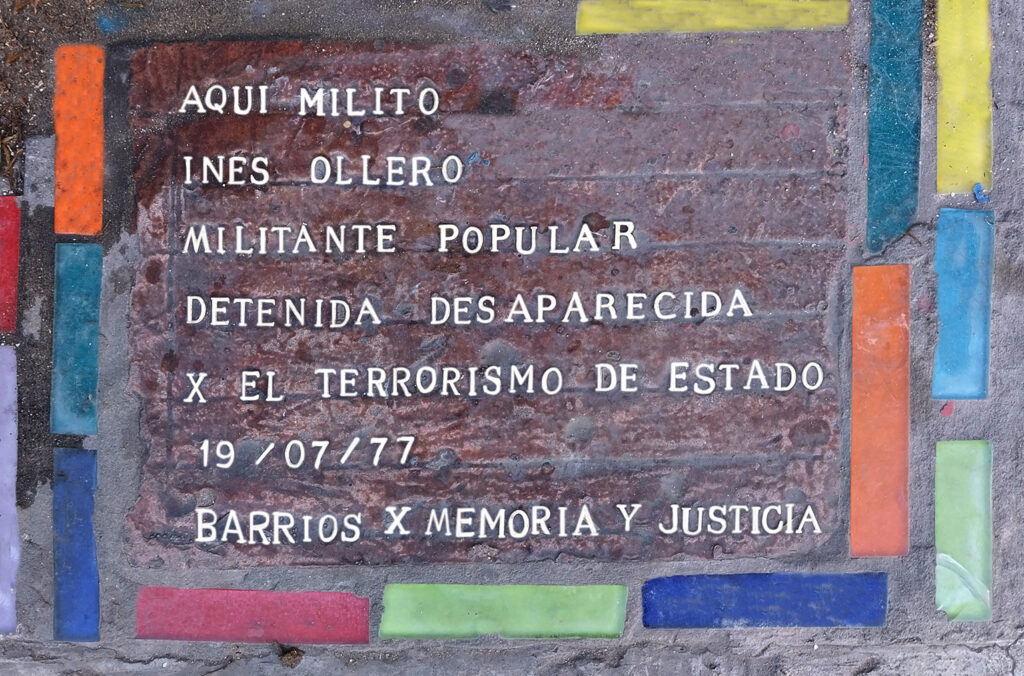 AQUI MILITO
INES OLLERO
MILITANTE POPULAR
DETENIDA DESAPARECIDA
X EL TERRORISMO DE ESTADO
19/07/77
BARRIOS X MEMORIA Y JUSTICIA